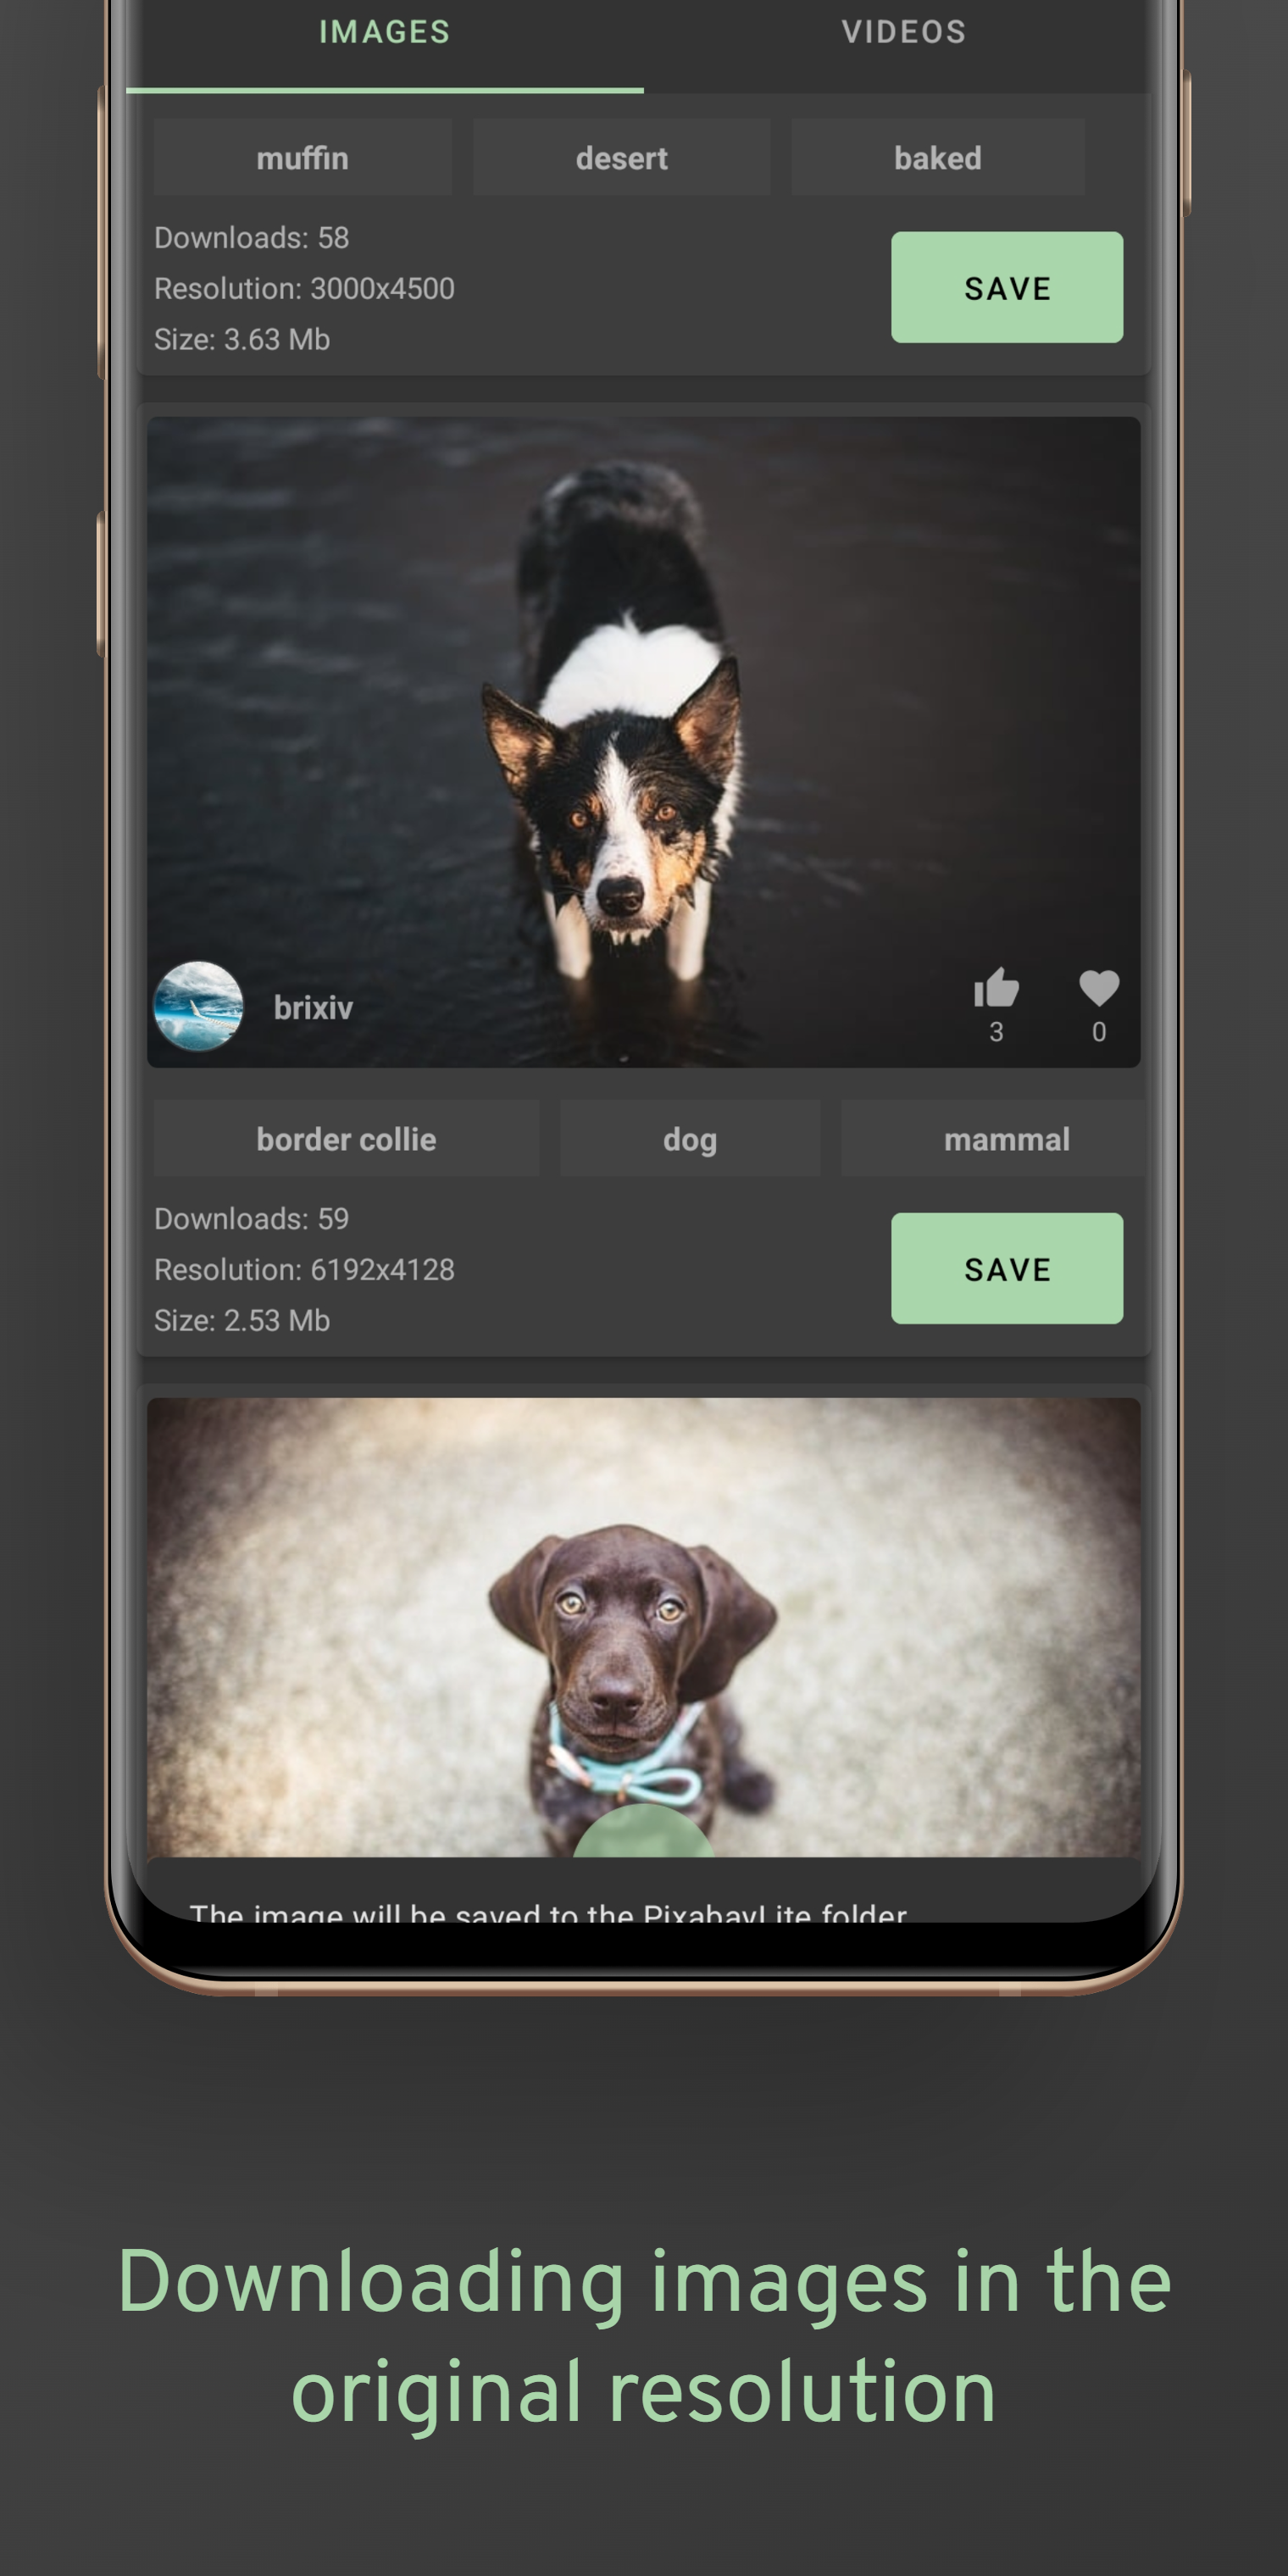 IMAGES VIDEOS
muffin desert baked
Downloads: 58
Resolution: 3000x4500
Size: 3.63 Mb
SAVE
brixiv
3 0
border collie dog mammal
Downloads: 59
Resolution: 6192x4128
Size: 2.53 Mb
SAVE
The image will be saved to the PixabayLite folder
Downloading images in the
original resolution